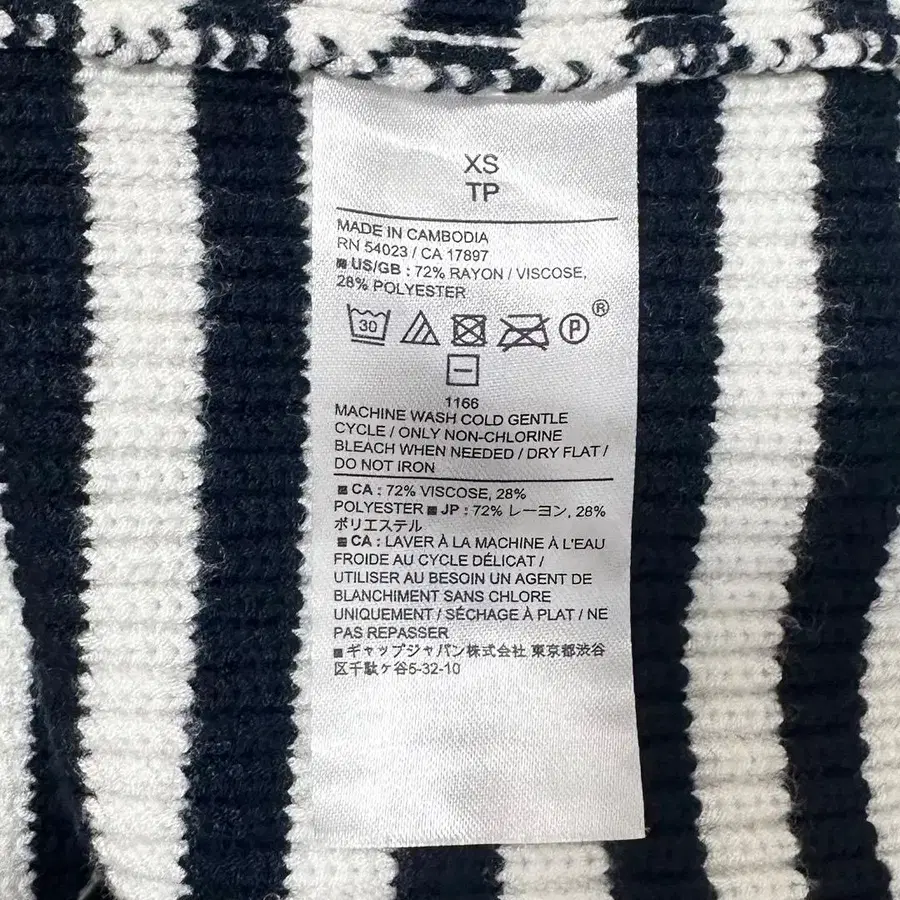 XS
TP
MADE IN CAMBODIA
RN 54023 / CA 17897
■ US/GB : 72% RAYON / VISCOSE,
28% POLYESTER
30
P
®
1166
MACHINE WASH COLD GENTLE
CYCLE / ONLY NON-CHLORINE
BLEACH WHEN NEEDED / DRY FLAT /
DO NOT IRON
■ CA : 72% VISCOSE, 28%
POLYESTER ■ JP : 72% レーヨン, 28%
ポリエステル
■ CA : LAVER À LA MACHINE À L'EAU
FROIDE AU CYCLE DÉLICAT /
UTILISER AU BESOIN UN AGENT DE
BLANCHIMENT SANS CHLORE
UNIQUEMENT / SÉCHAGE À PLAT / NE
PAS REPASSER
■ ギャップジャパン株式会社 東京都渋谷
区千駄ヶ谷5-32-10